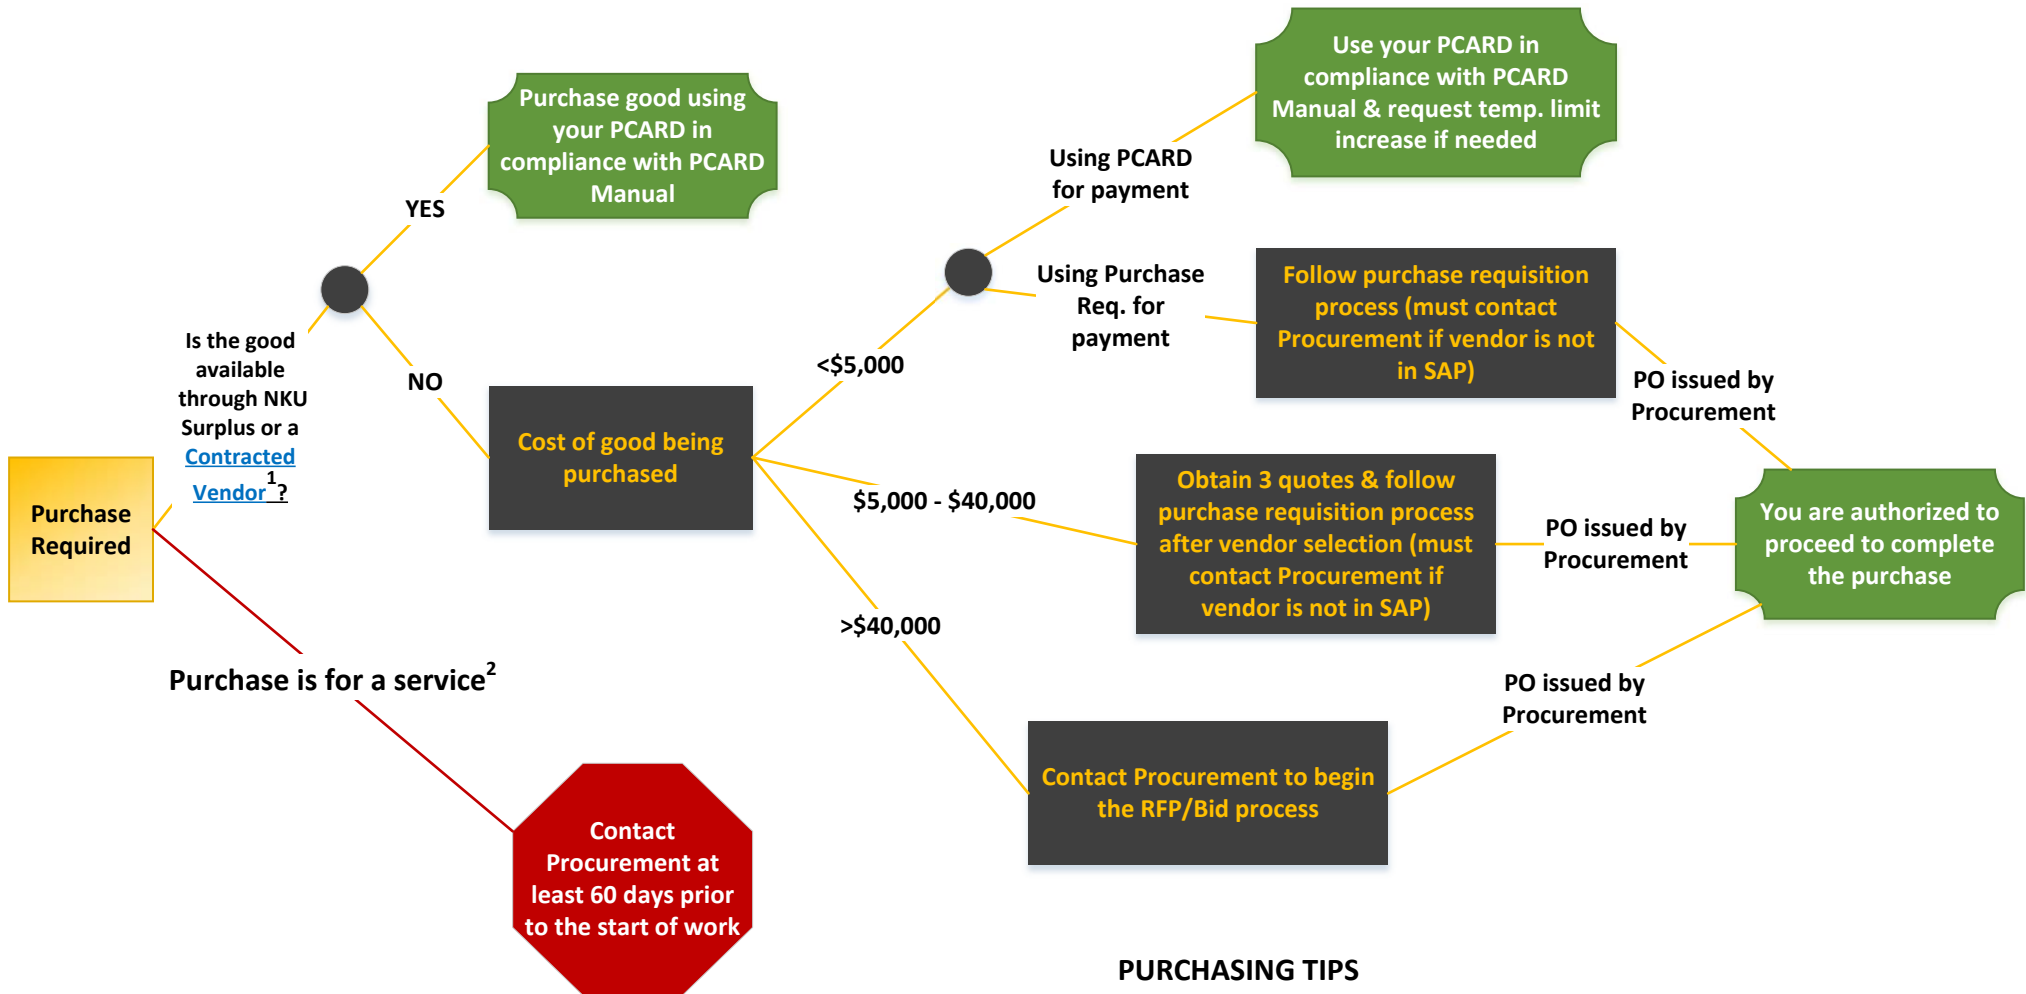 Purchase
Required
Is the good
available
through NKU
Surplus or a
Contracted
Vendor1?
YES
Purchase good using
your PCARD in
compliance with PCARD
Manual
NO
Cost of good being
purchased
<$5,000
Using PCARD
for payment
Use your PCARD in
compliance with PCARD
Manual & request temp. limit
increase if needed
Using Purchase
Req. for
payment
Follow purchase requisition
process (must contact
Procurement if vendor is not
in SAP)
PO issued by
Procurement
$5,000 - $40,000
Obtain 3 quotes & follow
purchase requisition process
after vendor selection (must
contact Procurement if
vendor is not in SAP)
PO issued by
Procurement
You are authorized to
proceed to complete
the purchase
>$40,000
Contact Procurement to begin
the RFP/Bid process
PO issued by
Procurement
Purchase is for a service2
Contact
Procurement at
least 60 days prior
to the start of work
PURCHASING TIPS